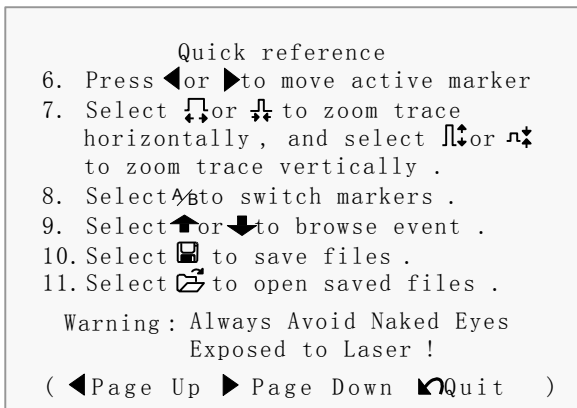 Quick reference
6. Press ◀or ▶to move active marker
7. Select or to zoom trace
horizontally , and select or
to zoom trace vertically .
8. Select A/B to switch markers .
9. Select⬆or⬇to browse event .
10. Select to save files .
11. Select to open saved files .
Warning : Always Avoid Naked Eyes
Exposed to Laser !
( ◀Page Up ▶ Page Down Quit )